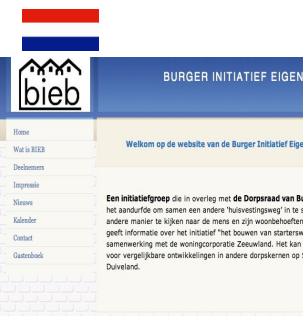 bieb
BURGER INITIATIEF EIGEN
Home
Wat is BIEB
Deelnemers
Impressie
Nieuws
Kalender
Contact
Gastenboek
Welkom op de website van de Burger Initiatief Eige
Een initiatiefgroep die in overleg met de Dorpsraad van Bu
het aandurfde om samen een andere 'huisvestingsweg' in te s
andere manier te kijken naar de mens en zijn woonbehoeften
geeft informatie over het initiatief "het bouwen van startersw
samenwerking met de woningcorporatie Zeeuwland. Het kan
voor vergelijkbare ontwikkelingen in andere dorpskernen op S
Duiveland.